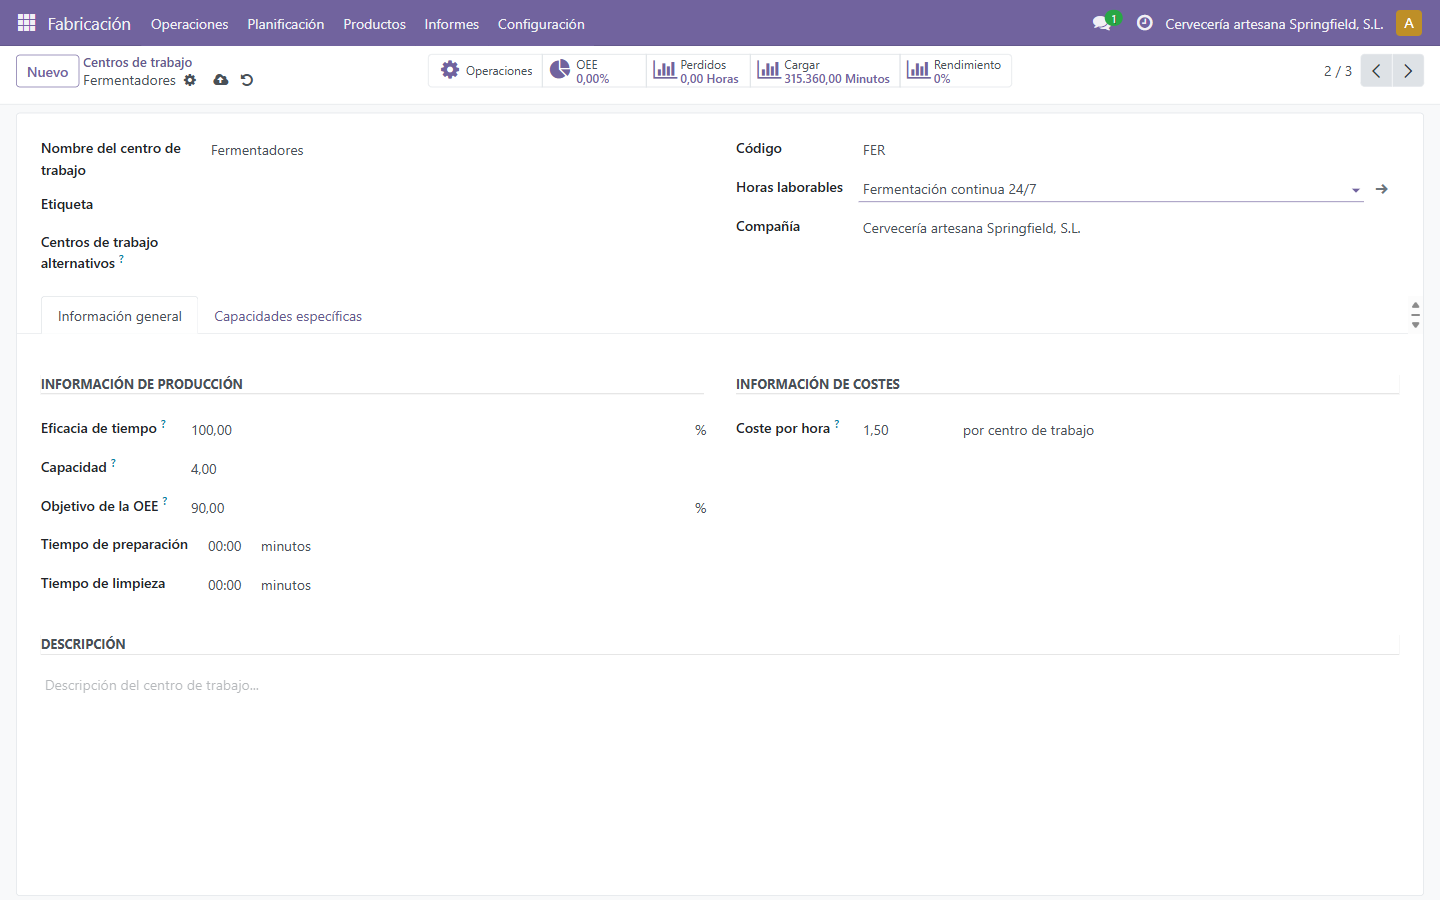 Fabricación Operaciones Planificación Productos Informes Configuración 1 Cervecería artesana Springfield, S.L. A
Nuevo Centros de trabajo
Fermentadores
Operaciones
OEE
0,00%
Perdidos
0,00 Horas
Cargar
315.360,00 Minutos
Rendimiento
0%
2 / 3
Nombre del centro de
trabajo
Fermentadores
Etiqueta
Centros de trabajo
alternativos ?
Código FER
Horas laborables Fermentación continua 24/7
Compañía Cervecería artesana Springfield, S.L.
Información general Capacidades específicas
INFORMACIÓN DE PRODUCCIÓN
Eficacia de tiempo ? 100,00 %
Capacidad ? 4,00
Objetivo de la OEE ? 90,00 %
Tiempo de preparación 00:00 minutos
Tiempo de limpieza 00:00 minutos
INFORMACIÓN DE COSTES
Coste por hora ? 1,50 por centro de trabajo
DESCRIPCIÓN
Descripción del centro de trabajo...